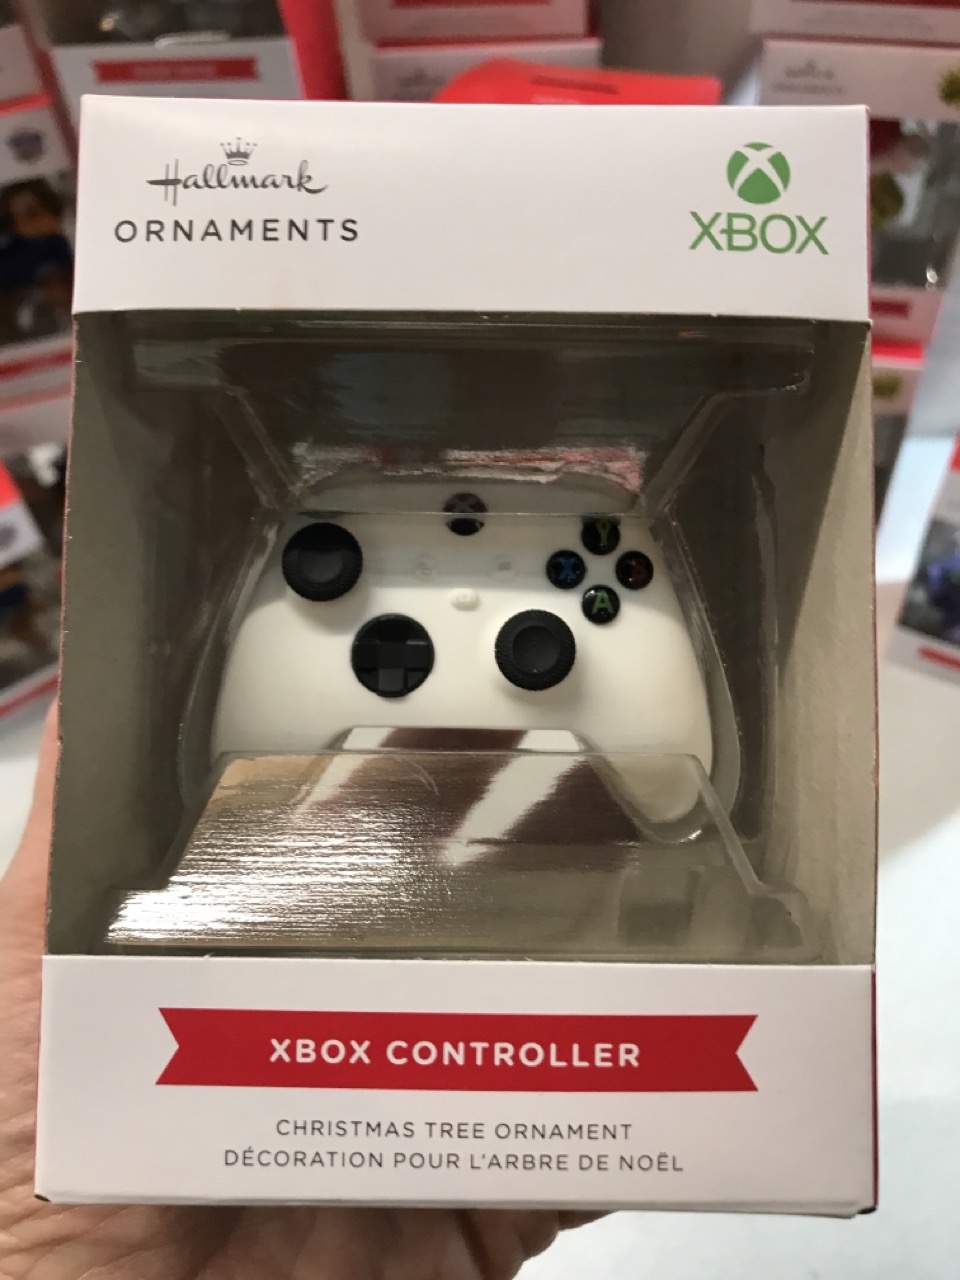 Hallmark
ORNAMENTS
XBOX
Y
X
A
XBOX CONTROLLER
CHRISTMAS TREE ORNAMENT
DÉCORATION POUR L'ARBRE DE NOËL